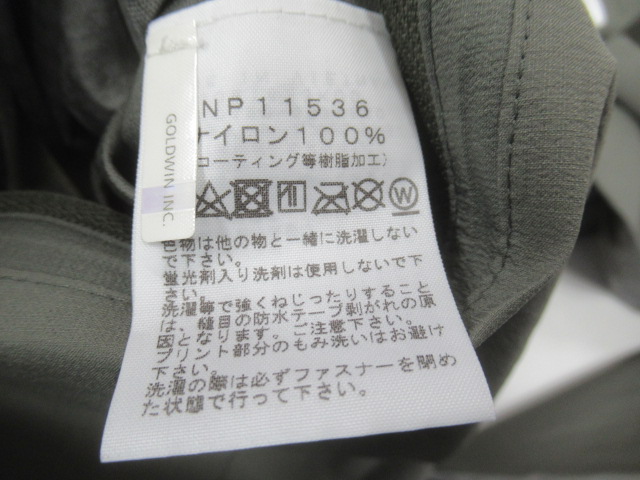 GOLDWIN INC.
NP11536
ナイロン100%
コーティング等樹脂加工)
W
色物は他の物と一緒に洗濯しない
で下さい。
蛍光剤入り洗剤は使用しないで下
さい。
洗濯等で強くねじったりすること
は、縫目の防水テープ剥がれの原
因となります。ご注意下さい。
プリント部分のもみ洗いはお避け
下さい。
洗濯の際は必ずファスナーを閉め
た状態で行って下さい。